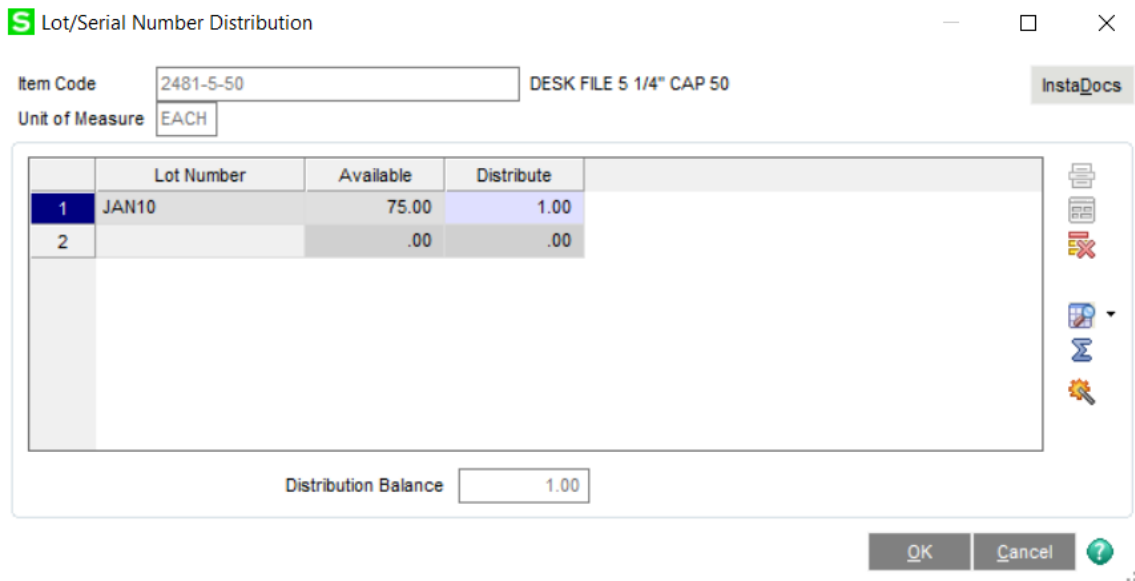 S Lot/Serial Number Distribution
Item Code 2481-5-50 DESK FILE 5 1/4" CAP 50 InstaDocs
Unit of Measure EACH
Lot Number Available Distribute
1 JAN10 75.00 1.00
2 .00 .00
Distribution Balance 1.00
OK Cancel ?